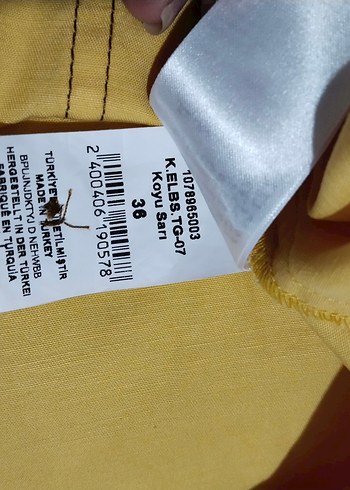 1078965003
K.ELBS.TG-07
Koyu Sarı
36
2 400406 190578
TÜRKİYE'DE ÜRETİLMİŞTİR
MADE IN TURKEY
HERGESTELLT IN DER TÜRKEI
FABRIQUÉ EN TURQUIA